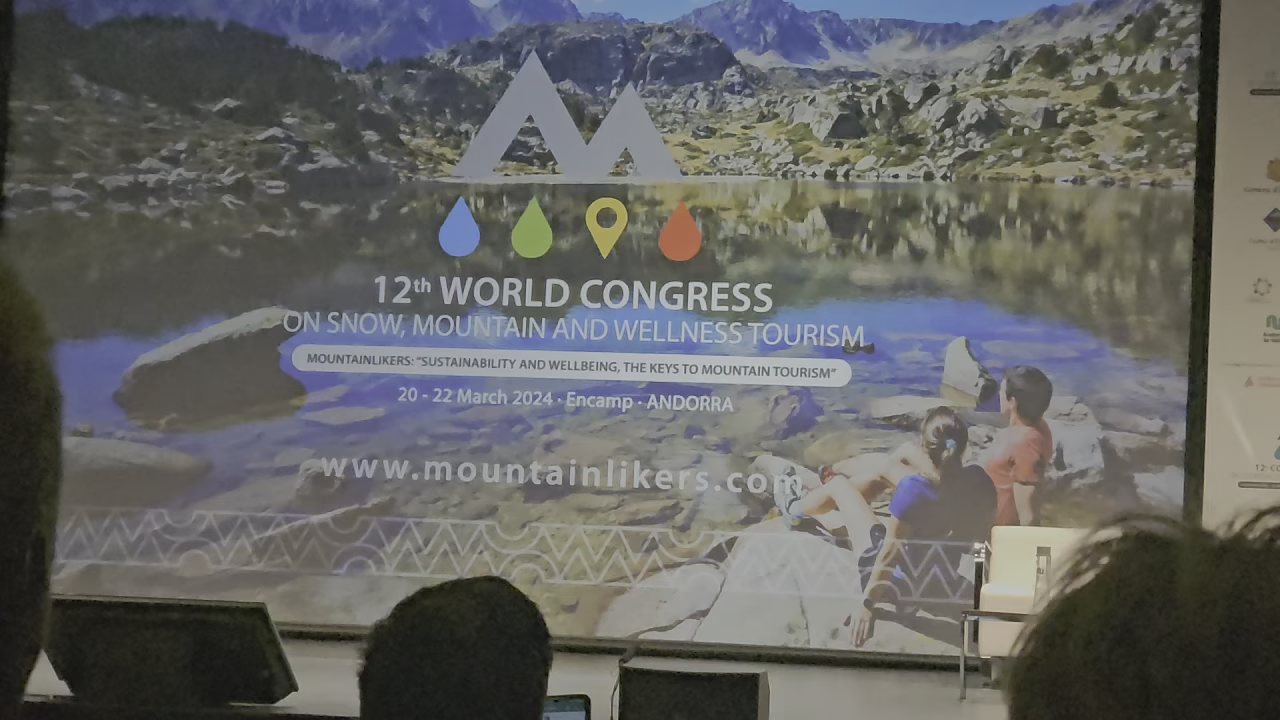 12th WORLD CONGRESS
ON SNOW, MOUNTAIN AND WELLNESS TOURISM
MOUNTAINLIKERS: "SUSTAINABILITY AND WELLBEING, THE KEYS TO MOUNTAIN TOURISM"
20 - 22 March 2024 · Encamp · ANDORRA
www.mountainlikers.com